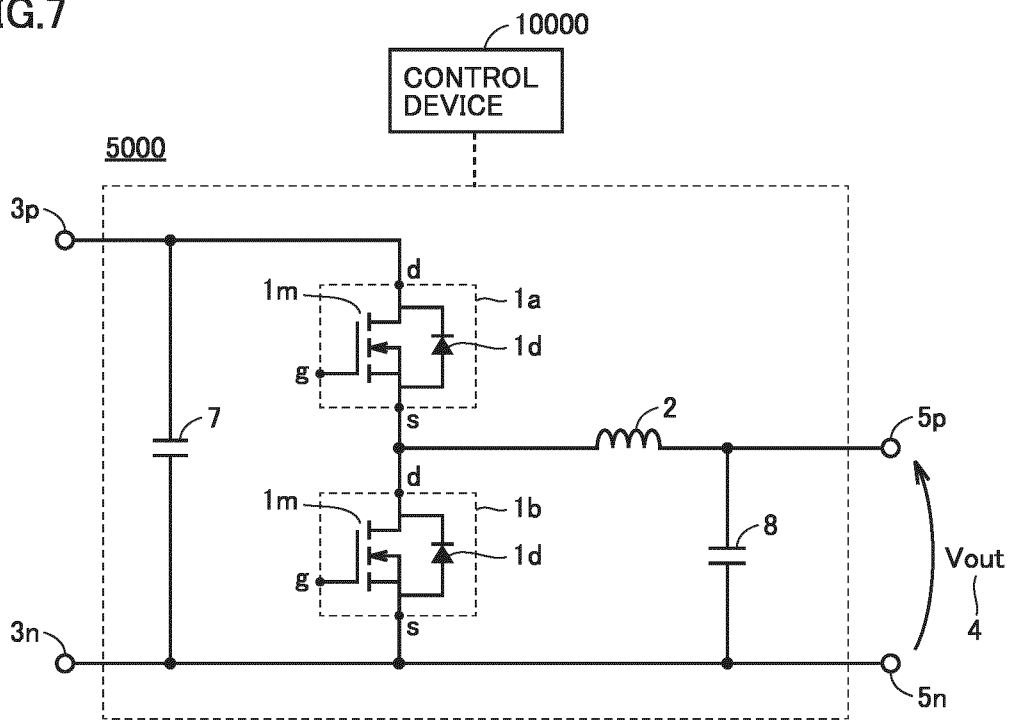 IG.7
10000
CONTROL
DEVICE
5000
3p
d
1m
1a
1d
g
s
7
2
5p
d
1m
1b
1d
8
g
Vout
s
4
3n
5n